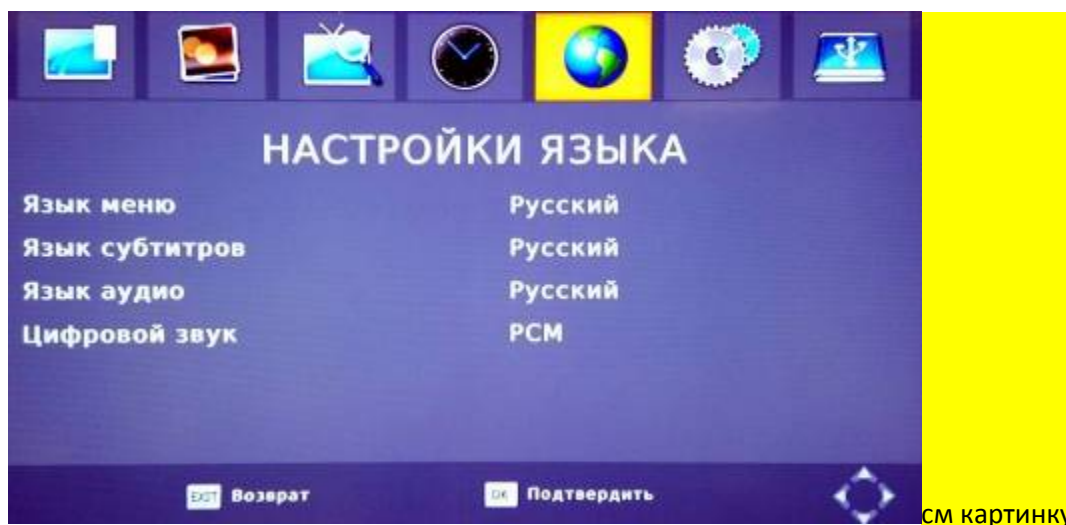 НАСТРОЙКИ ЯЗЫКА
Язык меню Русский
Язык субтитров Русский
Язык аудио Русский
Цифровой звук PCM
EXIT Возврат OK Подтвердить
см картинку